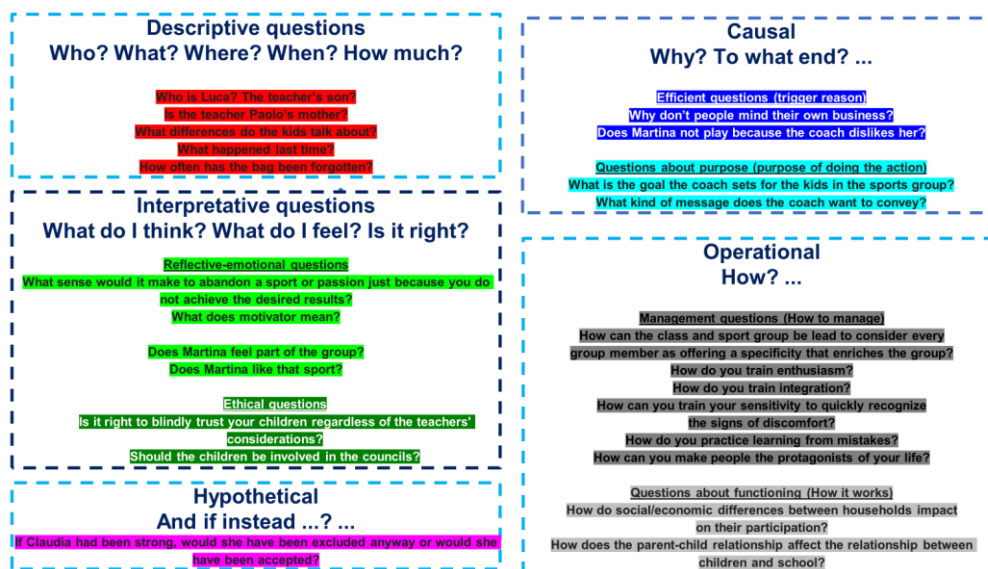 Descriptive questions
Who? What? Where? When? How much?
Who is Luca? The teacher's son?
Is the teacher Paolo's mother?
What differences do the kids talk about?
What happened last time?
How often has the bag been forgotten?
Interpretative questions
What do I think? What do I feel? Is it right?
Reflective-emotional questions
What sense would it make to abandon a sport or passion just because you do
not achieve the desired results?
What does motivator mean?
Does Martina feel part of the group?
Does Martina like that sport?
Ethical questions
Is it right to blindly trust your children regardless of the teachers'
considerations?
Should the children be involved in the councils?
Hypothetical
And if instead ...? ...
If Claudia had been strong, would she have been excluded anyway or would she
have been accepted?
Causal
Why? To what end? ...
Efficient questions (trigger reason)
Why don't people mind their own business?
Does Martina not play because the coach dislikes her?
Questions about purpose (purpose of doing the action)
What is the goal the coach sets for the kids in the sports group?
What kind of message does the coach want to convey?
Operational
How? ...
Management questions (How to manage)
How can the class and sport group be lead to consider every
group member as offering a specificity that enriches the group?
How do you train enthusiasm?
How do you train integration?
How can you train your sensitivity to quickly recognize
the signs of discomfort?
How do you practice learning from mistakes?
How can you make people the protagonists of your life?
Questions about functioning (How it works)
How do social/economic differences between households impact
on their participation?
How does the parent-child relationship affect the relationship between
children and school?